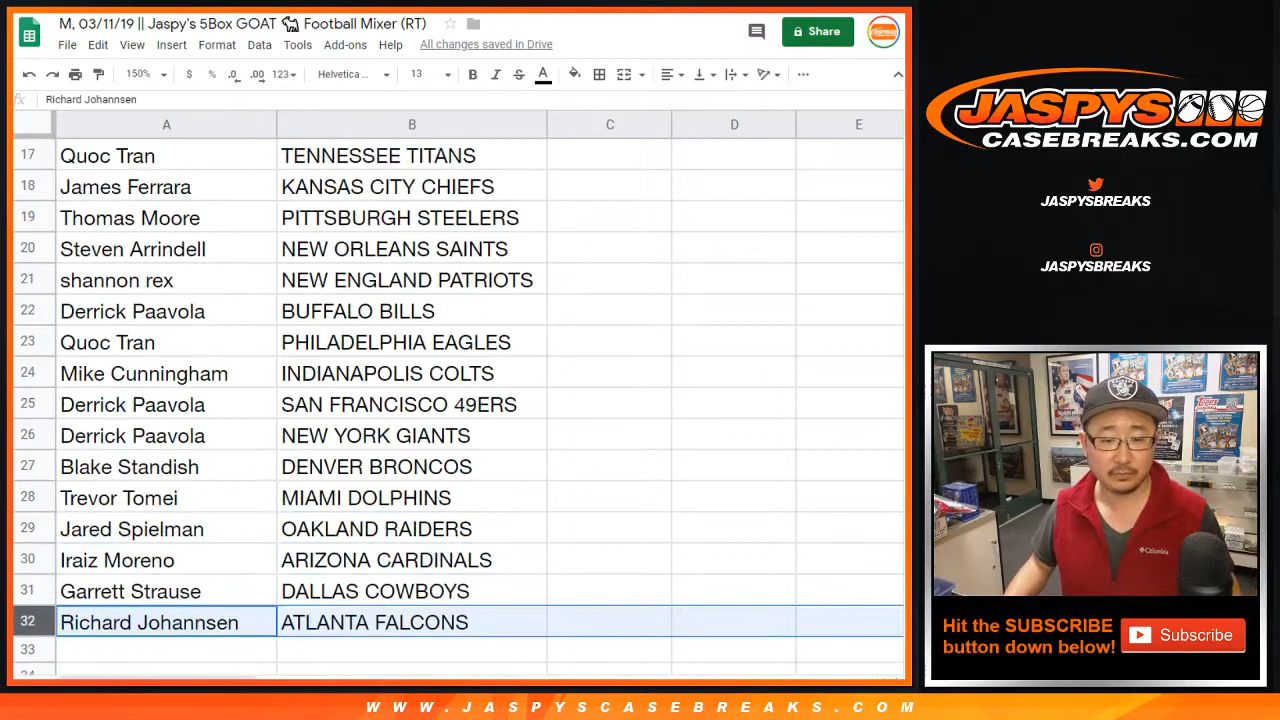 M, 03/11/19 || Jaspy's 5Box GOAT 🐐 Football Mixer (RT)
File Edit View Insert Format Data Tools Add-ons Help All changes saved in Drive
Share
150% $ % .0 .00 123 Helvetica ... 13 B I S A
fx Richard Johannsen
A B C D E
17 Quoc Tran TENNESSEE TITANS
18 James Ferrara KANSAS CITY CHIEFS
19 Thomas Moore PITTSBURGH STEELERS
20 Steven Arrindell NEW ORLEANS SAINTS
21 shannon rex NEW ENGLAND PATRIOTS
22 Derrick Paavola BUFFALO BILLS
23 Quoc Tran PHILADELPHIA EAGLES
24 Mike Cunningham INDIANAPOLIS COLTS
25 Derrick Paavola SAN FRANCISCO 49ERS
26 Derrick Paavola NEW YORK GIANTS
27 Blake Standish DENVER BRONCOS
28 Trevor Tomei MIAMI DOLPHINS
29 Jared Spielman OAKLAND RAIDERS
30 Iraiz Moreno ARIZONA CARDINALS
31 Garrett Strause DALLAS COWBOYS
32 Richard Johannsen ATLANTA FALCONS
33
JASPYS
CASEBREAKS.COM
JASPYSBREAKS
JASPYSBREAKS
RAIDERS
Columbia
Hit the SUBSCRIBE
button down below!
Subscribe
WWW.JASPYSCASEBREAKS.COM